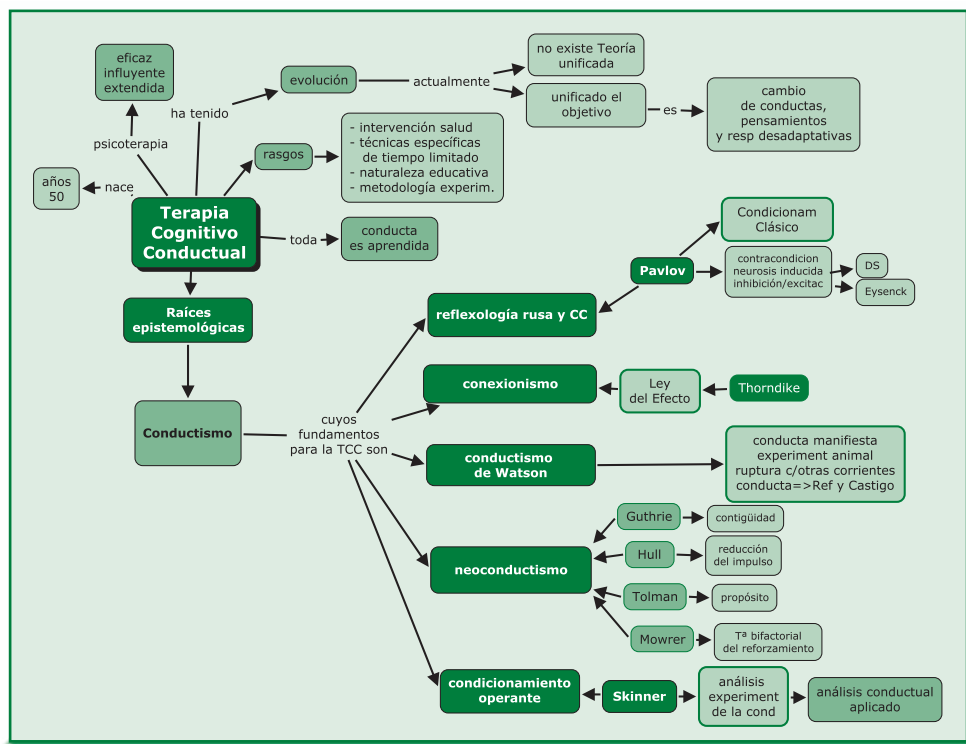 eficaz
influyente
extendida
psicoterapia
ha tenido
evolución
actualmente
no existe Teoría
unificada
unificado el
objetivo
es
cambio
de conductas,
pensamientos
y resp desadaptativas
rasgos
- intervención salud
- técnicas específicas
de tiempo limitado
- naturaleza educativa
- metodología experim.
años
50
nace
Terapia
Cognitivo
Conductual
toda
conducta
es aprendida
Raíces
epistemológicas
Conductismo
cuyos
fundamentos
para la TCC son
reflexología rusa y CC
Pavlov
Condicionam
Clásico
contracondicion
neurosis inducida
inhibición/excitac
DS
Eysenck
conexionismo
Ley
del Efecto
Thorndike
conductismo
de Watson
conducta manifiesta
experiment animal
ruptura c/otras corrientes
conducta=>Ref y Castigo
neoconductismo
Guthrie
contigüidad
Hull
reducción
del impulso
Tolman
propósito
Mowrer
Tª bifactorial
del reforzamiento
condicionamiento
operante
Skinner
análisis
experiment
de la cond
análisis conductual
aplicado